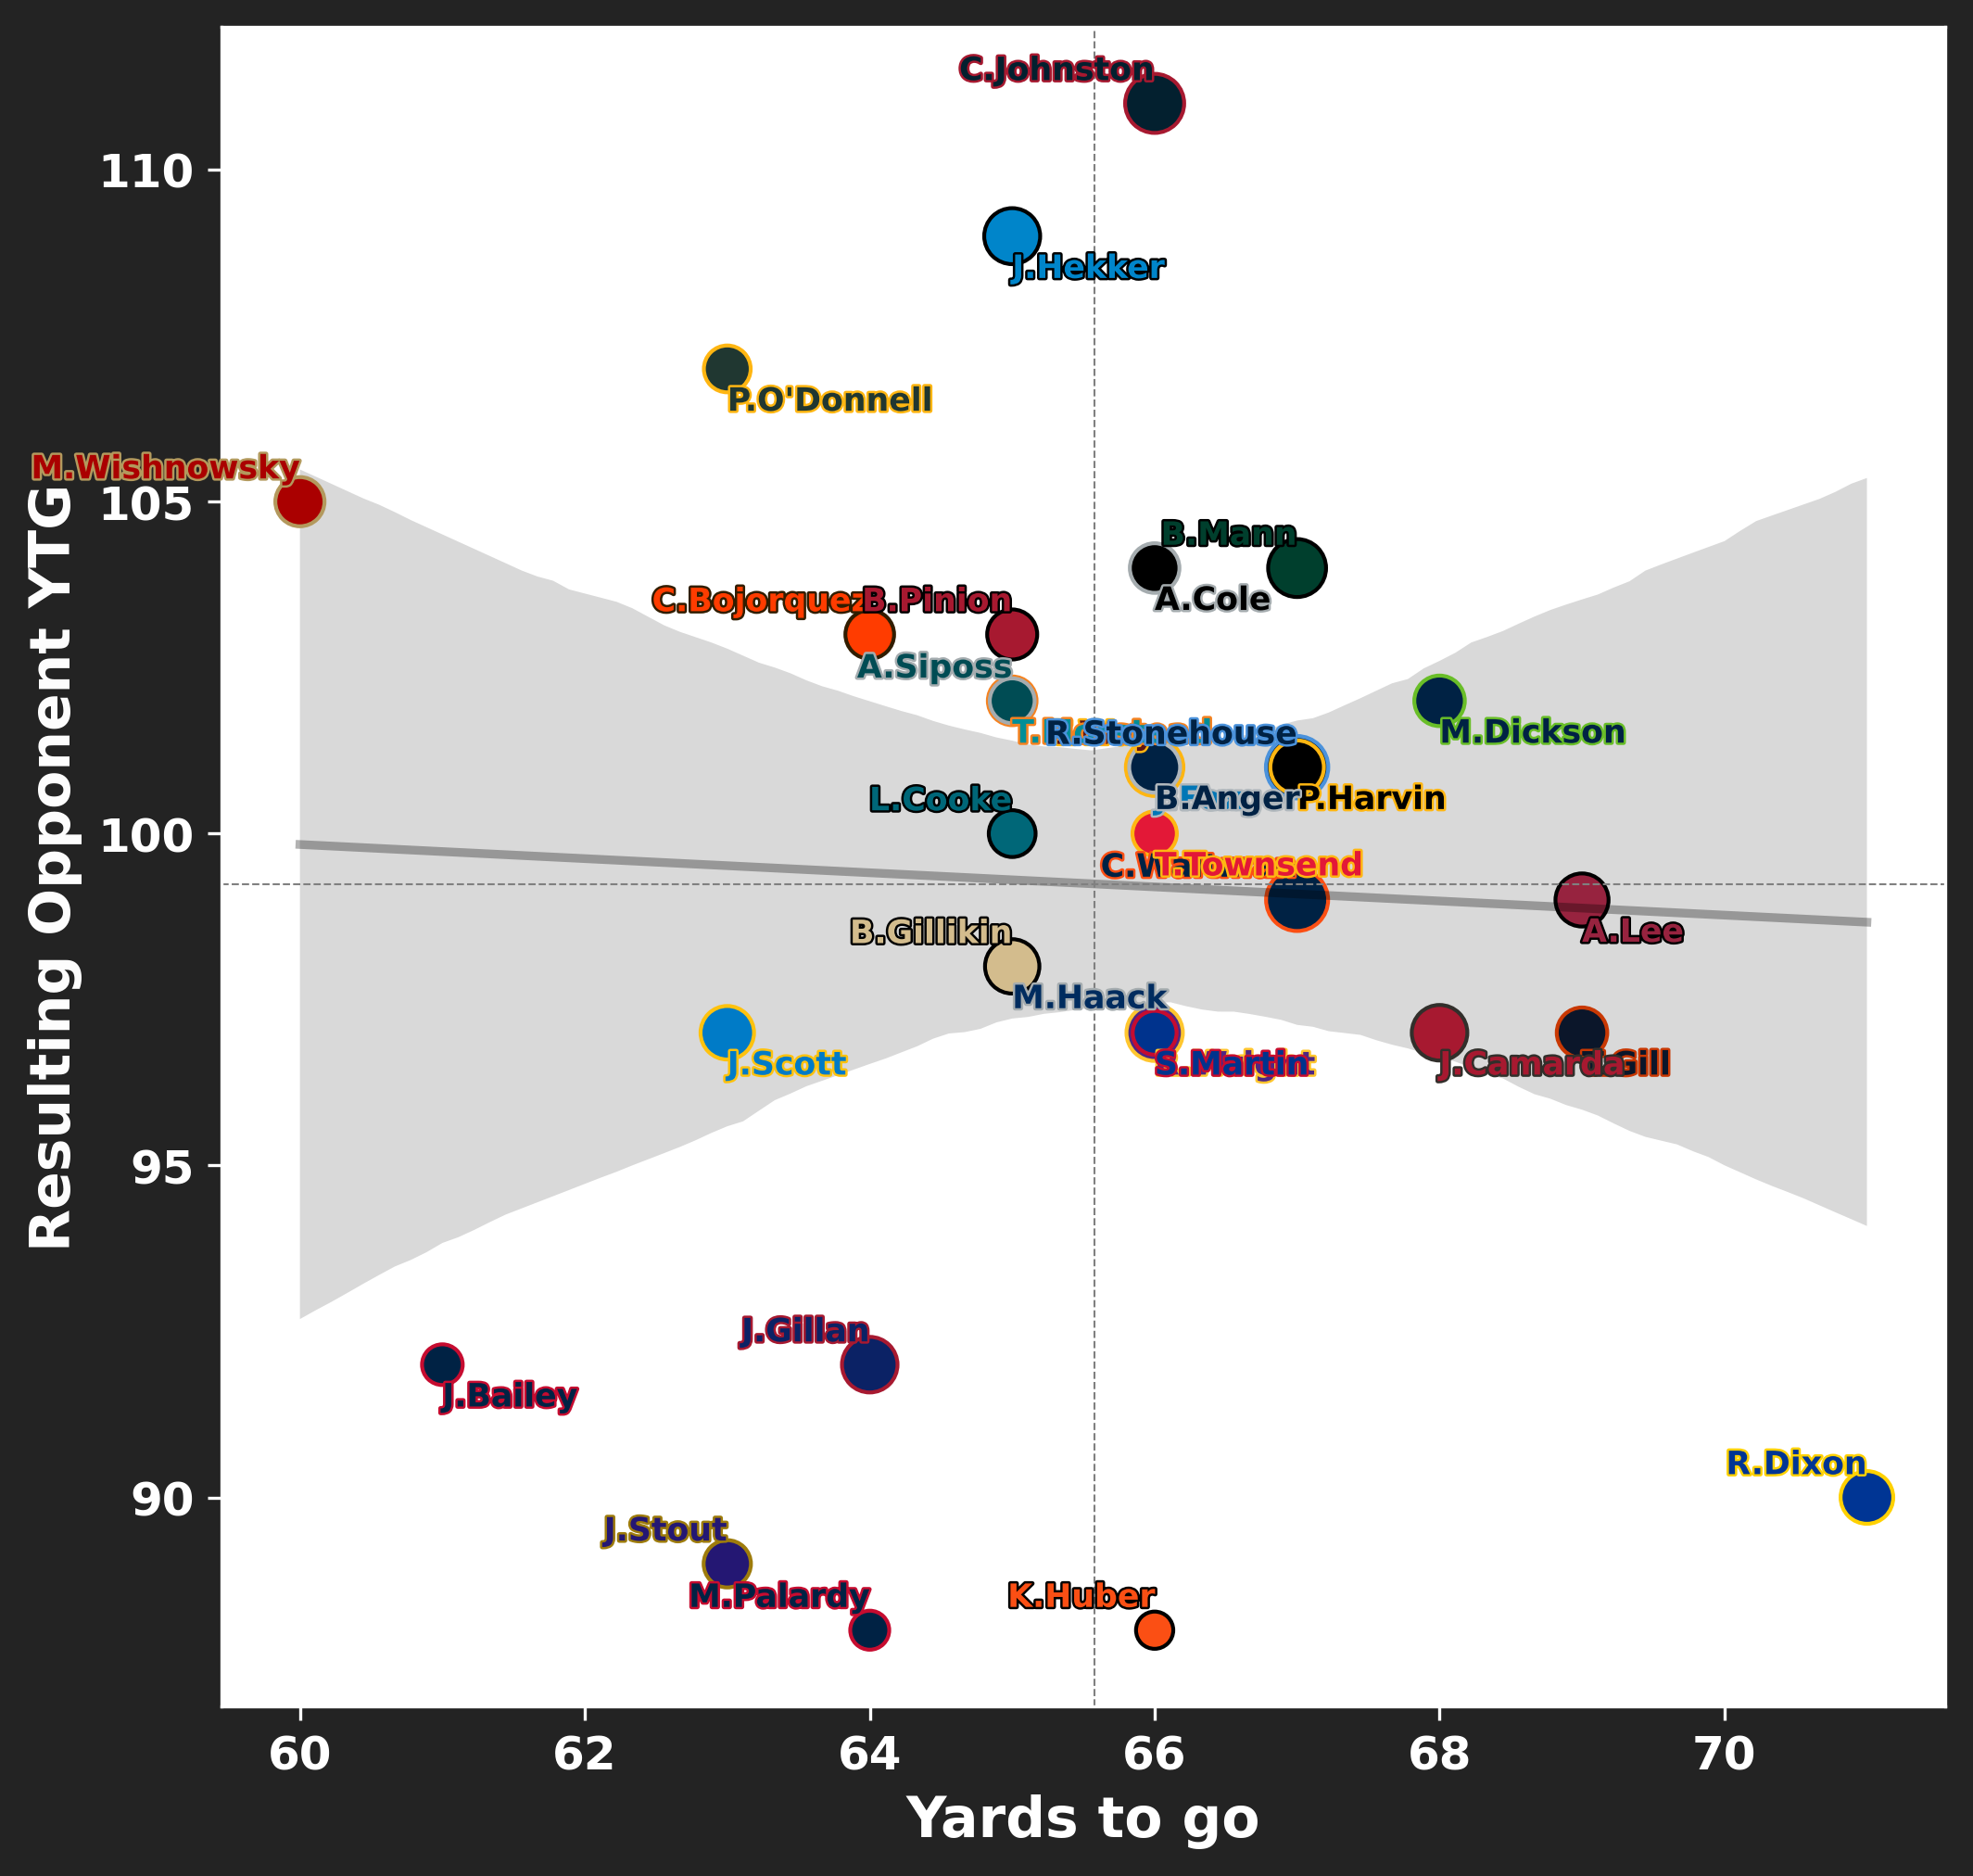 C.Johnston
110
J.Hekker
P.O'Donnell
M.Wishnowsky
105
B.Mann
A.Cole
C.Bojorquez
B.Pinion
A.Siposs
R.Stonehouse
M.Dickson
L.Cooke
B.Anger
P.Harvin
100
T.Townsend
B.Gillikin
A.Lee
M.Haack
J.Scott
S.Martin
J.Camarda
Gill
95
J.Gillan
J.Bailey
R.Dixon
90
J.Stout
M.Palardy
K.Huber
60 62 64 66 68 70
Yards to go
Resulting Opponent YTG